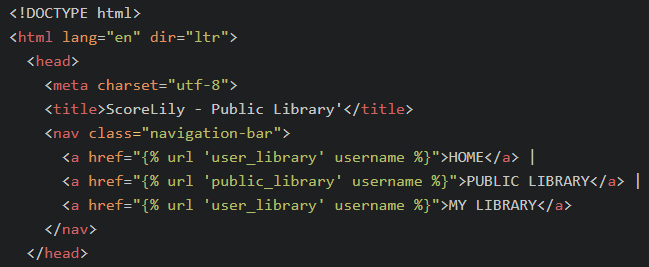 <!DOCTYPE html>
<html lang="en" dir="ltr">
<head>
<meta charset="utf-8">
<title>ScoreLily - Public Library'</title>
<nav class="navigation-bar">
<a href="{% url 'user_library' username %}">HOME</a> |
<a href="{% url 'public_library' username %}">PUBLIC LIBRARY</a> |
<a href="{% url 'user_library' username %}">MY LIBRARY</a>
</nav>
</head>